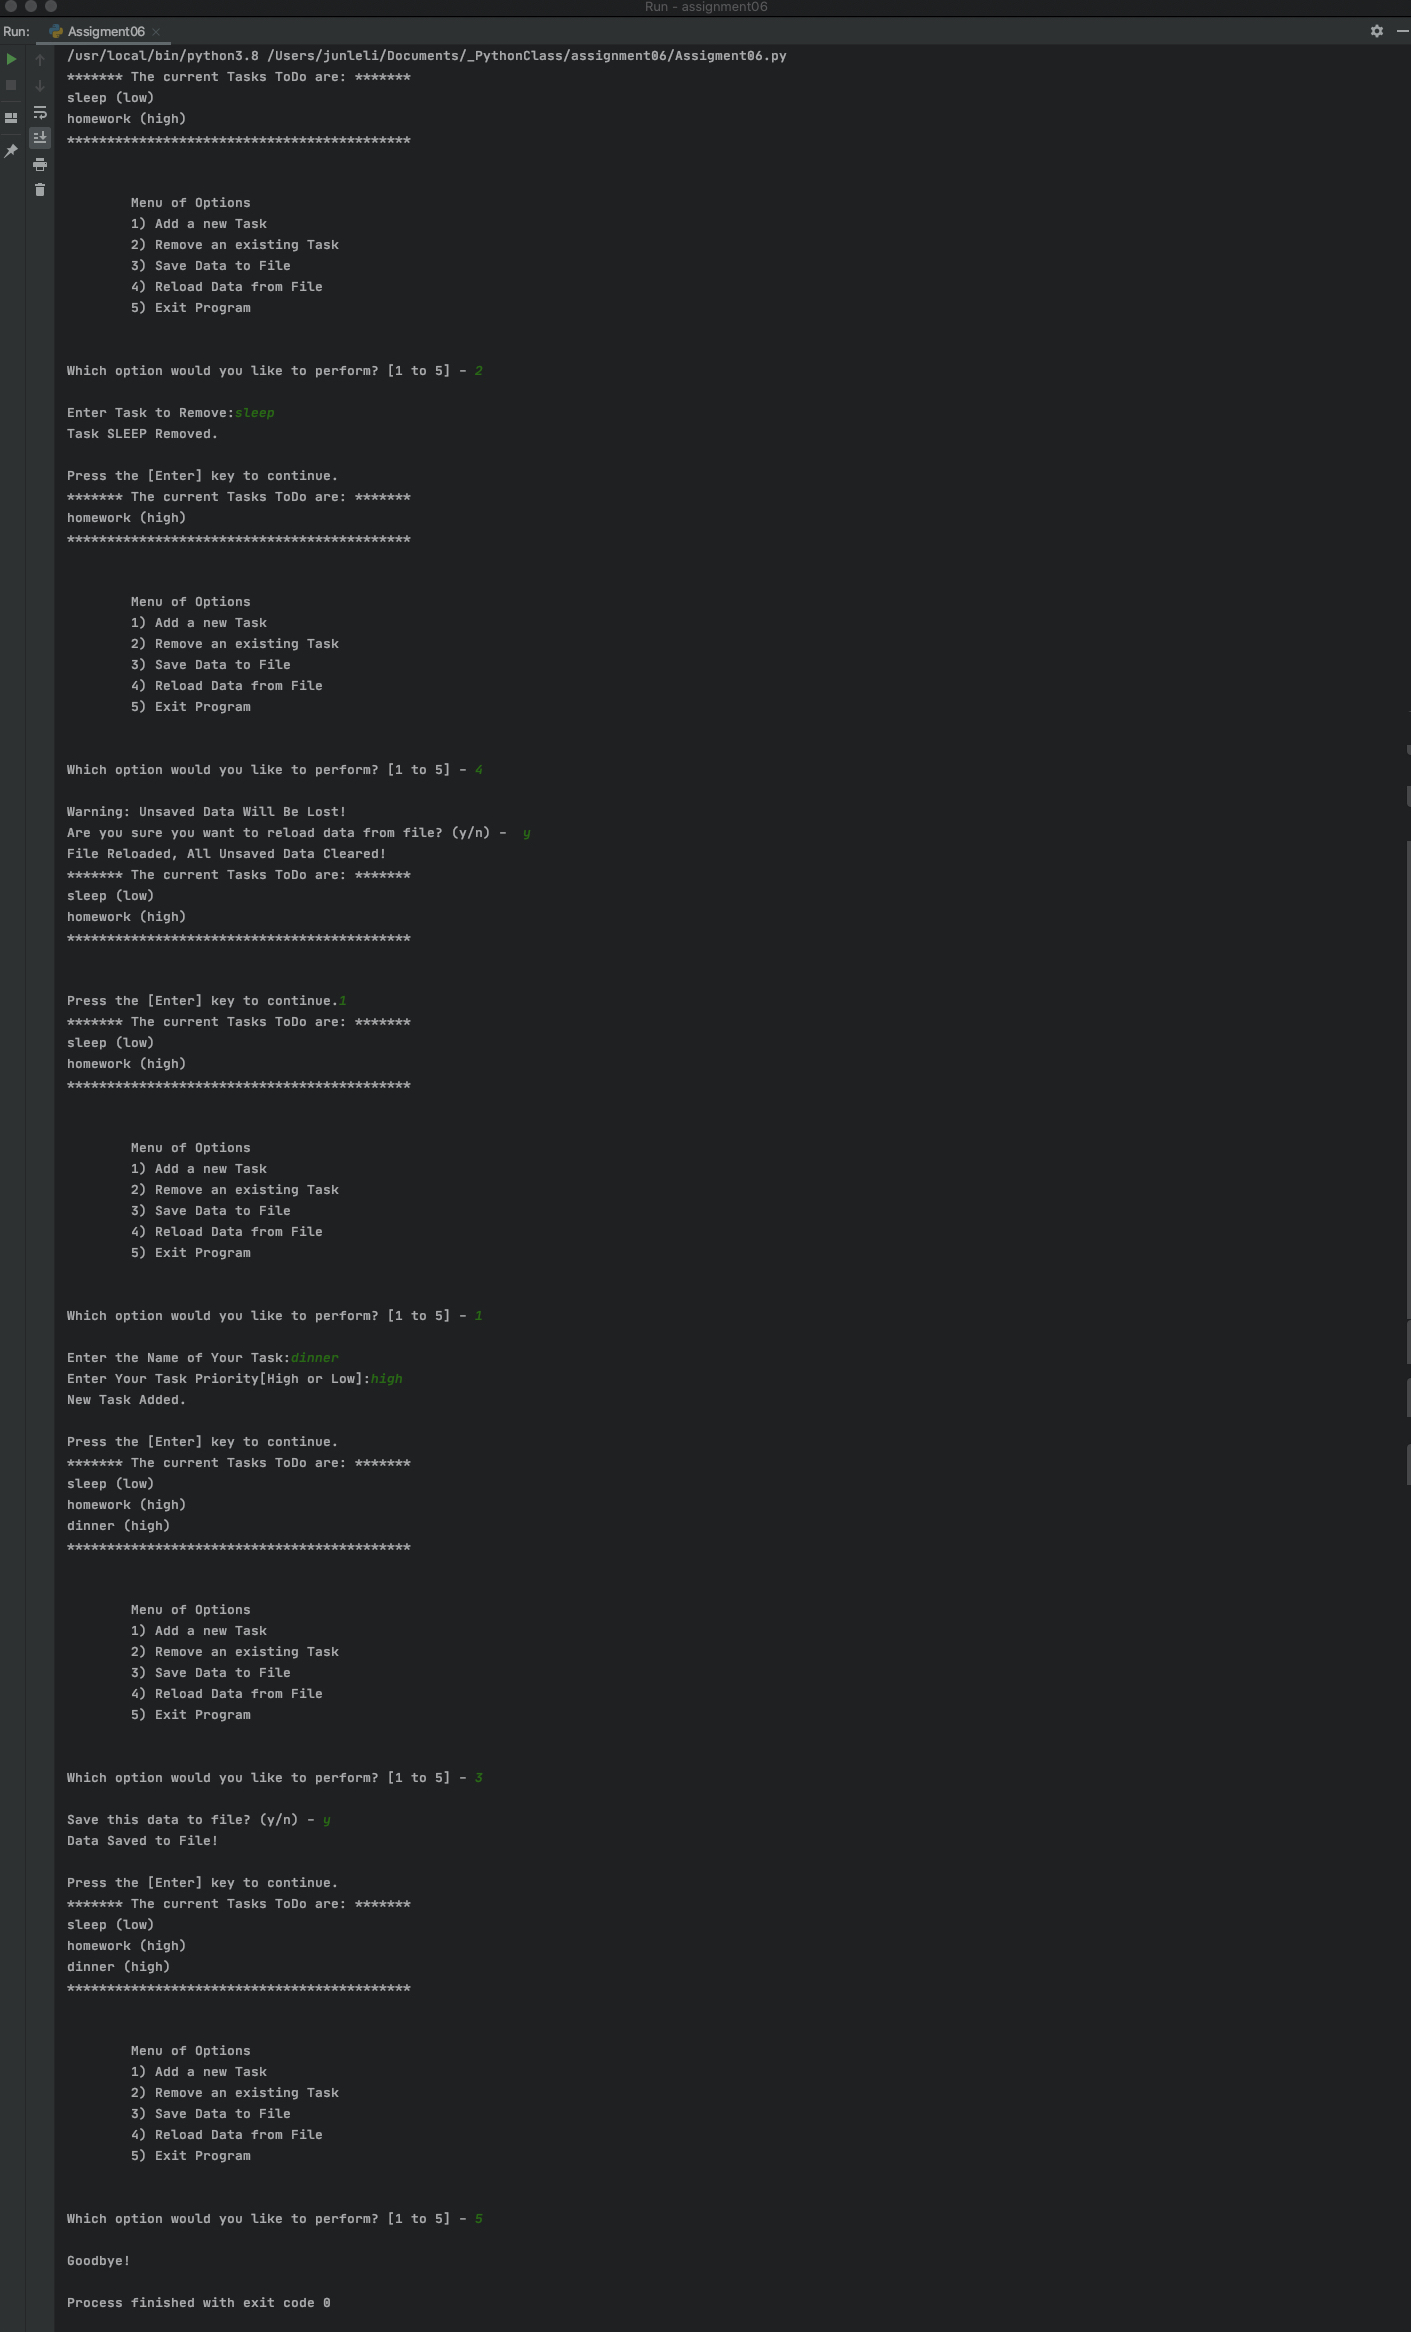 Run - assignment06
Run: Assigment06
/usr/local/bin/python3.8 /Users/junleli/Documents/_PythonClass/assignment06/Assigment06.py
******* The current Tasks ToDo are: *******
sleep (low)
homework (high)
*******************************************
Menu of Options
1) Add a new Task
2) Remove an existing Task
3) Save Data to File
4) Reload Data from File
5) Exit Program
Which option would you like to perform? [1 to 5] - 2
Enter Task to Remove:sleep
Task SLEEP Removed.
Press the [Enter] key to continue.
******* The current Tasks ToDo are: *******
homework (high)
*******************************************
Menu of Options
1) Add a new Task
2) Remove an existing Task
3) Save Data to File
4) Reload Data from File
5) Exit Program
Which option would you like to perform? [1 to 5] - 4
Warning: Unsaved Data Will Be Lost!
Are you sure you want to reload data from file? (y/n) -  y
File Reloaded, All Unsaved Data Cleared!
******* The current Tasks ToDo are: *******
sleep (low)
homework (high)
*******************************************
Press the [Enter] key to continue.1
******* The current Tasks ToDo are: *******
sleep (low)
homework (high)
*******************************************
Menu of Options
1) Add a new Task
2) Remove an existing Task
3) Save Data to File
4) Reload Data from File
5) Exit Program
Which option would you like to perform? [1 to 5] - 1
Enter the Name of Your Task:dinner
Enter Your Task Priority[High or Low]:high
New Task Added.
Press the [Enter] key to continue.
******* The current Tasks ToDo are: *******
sleep (low)
homework (high)
dinner (high)
*******************************************
Menu of Options
1) Add a new Task
2) Remove an existing Task
3) Save Data to File
4) Reload Data from File
5) Exit Program
Which option would you like to perform? [1 to 5] - 3
Save this data to file? (y/n) - y
Data Saved to File!
Press the [Enter] key to continue.
******* The current Tasks ToDo are: *******
sleep (low)
homework (high)
dinner (high)
*******************************************
Menu of Options
1) Add a new Task
2) Remove an existing Task
3) Save Data to File
4) Reload Data from File
5) Exit Program
Which option would you like to perform? [1 to 5] - 5
Goodbye!
Process finished with exit code 0